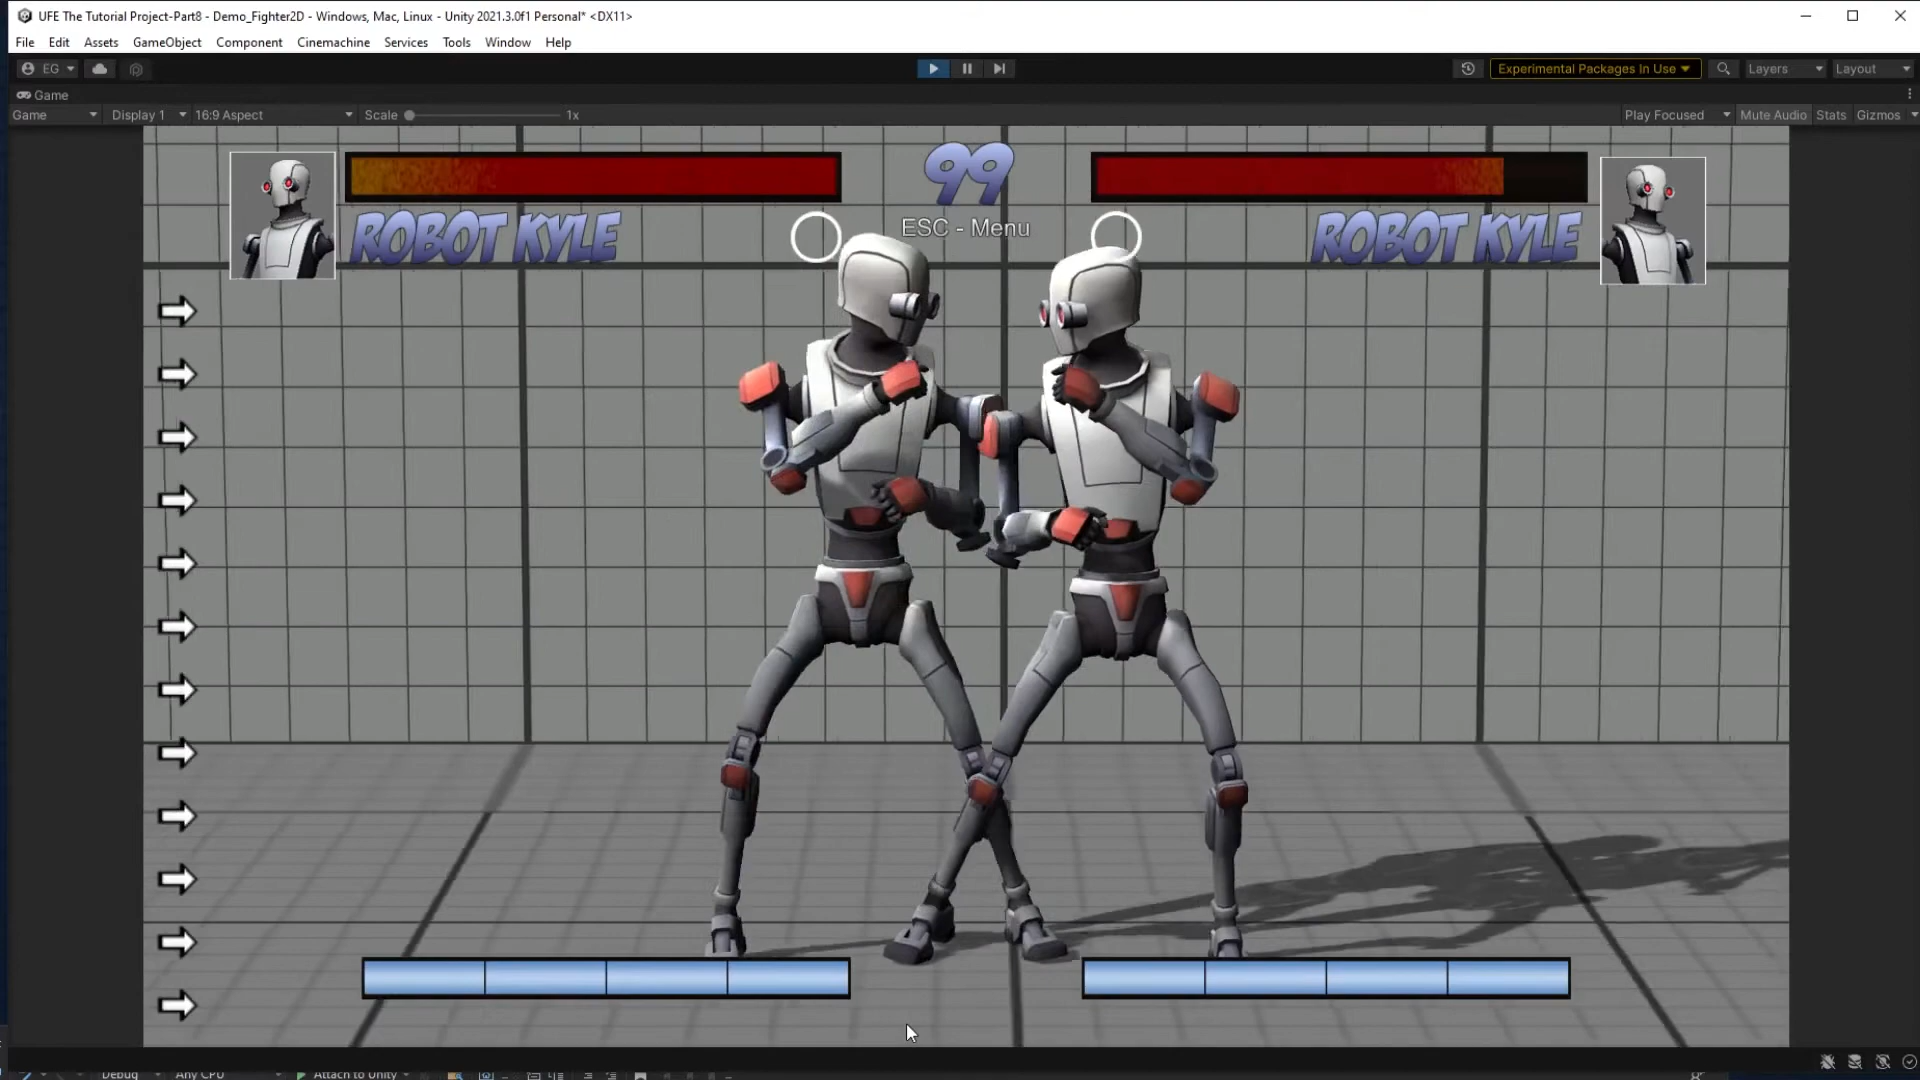 UFE The Tutorial Project-Part8 - Demo_Fighter2D - Windows, Mac, Linux - Unity 2021.3.0f1 Personal* <DX11>
File Edit Assets GameObject Component Cinemachine Services Tools Window Help
EG Experimental Packages In Use Layers Layout
Game
Game Display 1 16:9 Aspect Scale 1x Play Focused Mute Audio Stats Gizmos
99
ROBOT KYLE ESC - Menu ROBOT KYLE
Debug Any CPU Attach to Unity